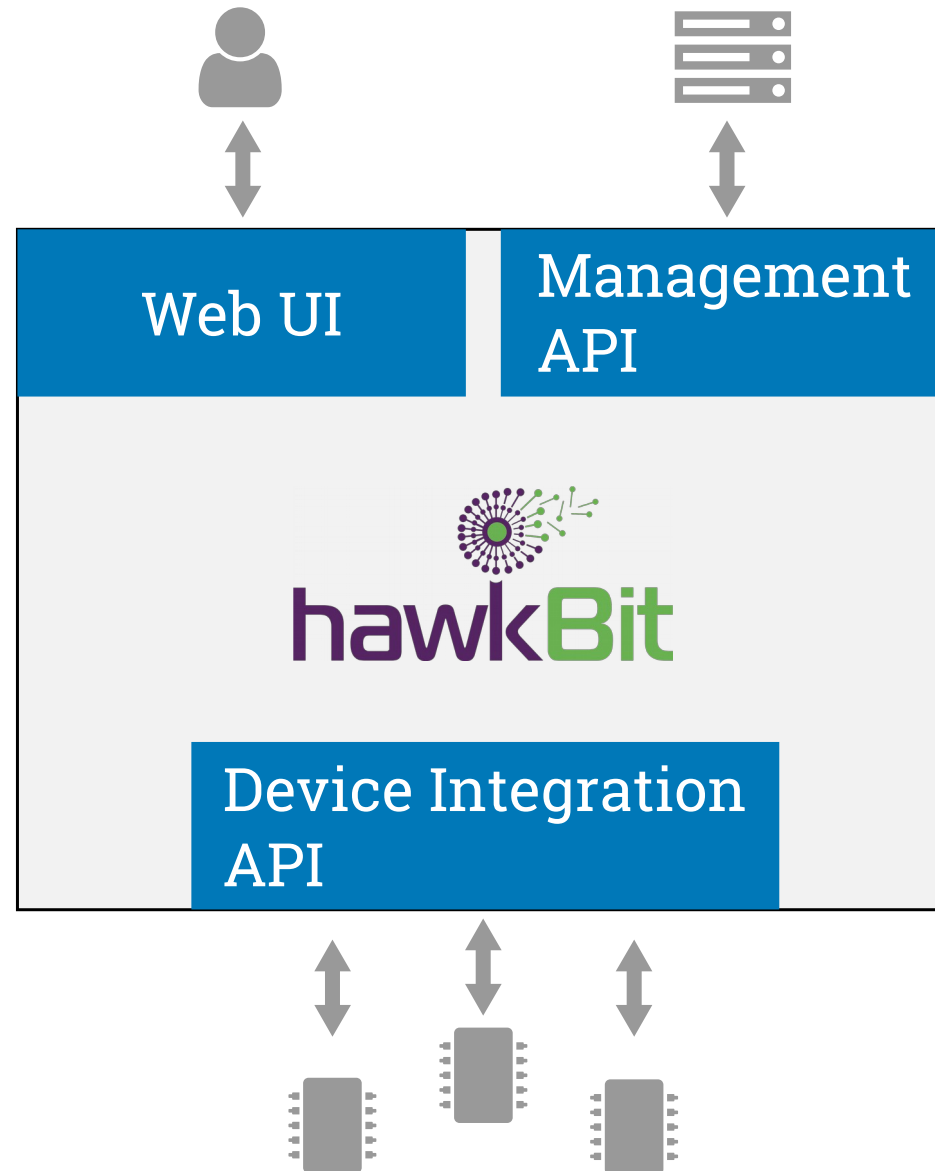 Web UI
Management
API
hawkBit
Device Integration
API